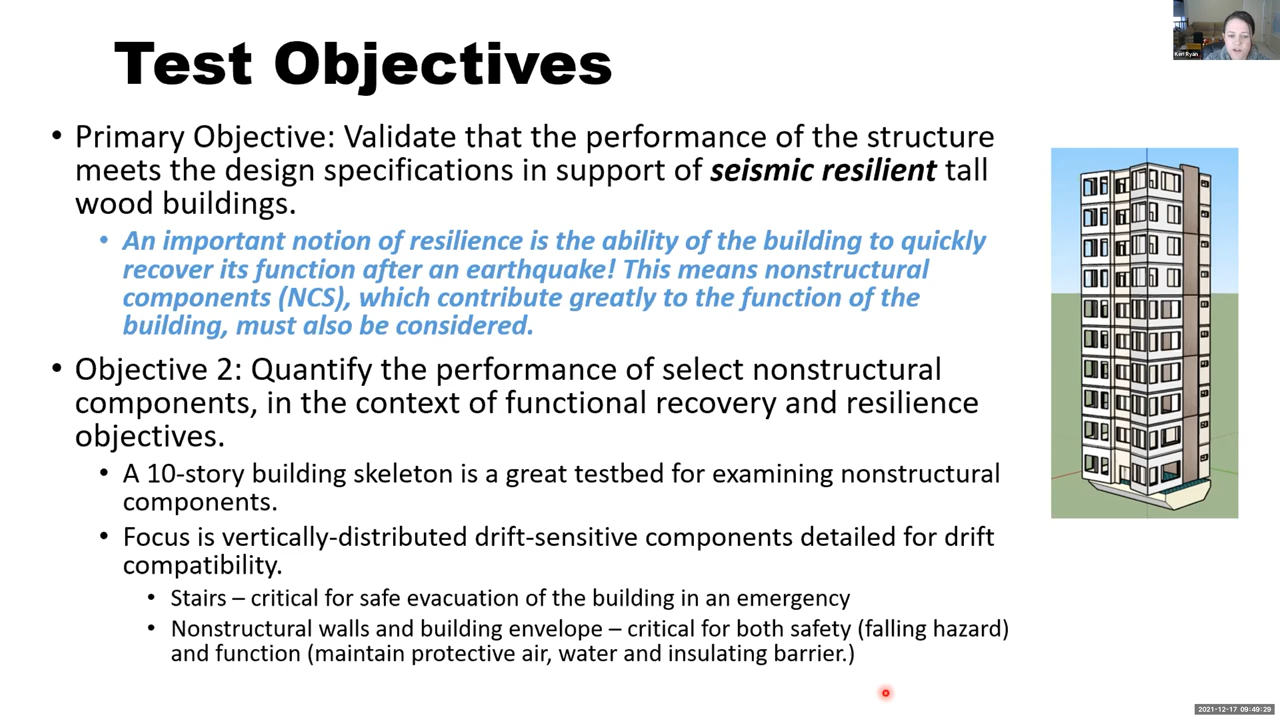 Test Objectives
Keri Ryan
• Primary Objective: Validate that the performance of the structure
meets the design specifications in support of seismic resilient tall
wood buildings.
• An important notion of resilience is the ability of the building to quickly
recover its function after an earthquake! This means nonstructural
components (NCS), which contribute greatly to the function of the
building, must also be considered.
• Objective 2: Quantify the performance of select nonstructural
components, in the context of functional recovery and resilience
objectives.
• A 10-story building skeleton is a great testbed for examining nonstructural
components.
• Focus is vertically-distributed drift-sensitive components detailed for drift
compatibility.
• Stairs – critical for safe evacuation of the building in an emergency
• Nonstructural walls and building envelope – critical for both safety (falling hazard)
and function (maintain protective air, water and insulating barrier.)
2021-12-17 09:49:29